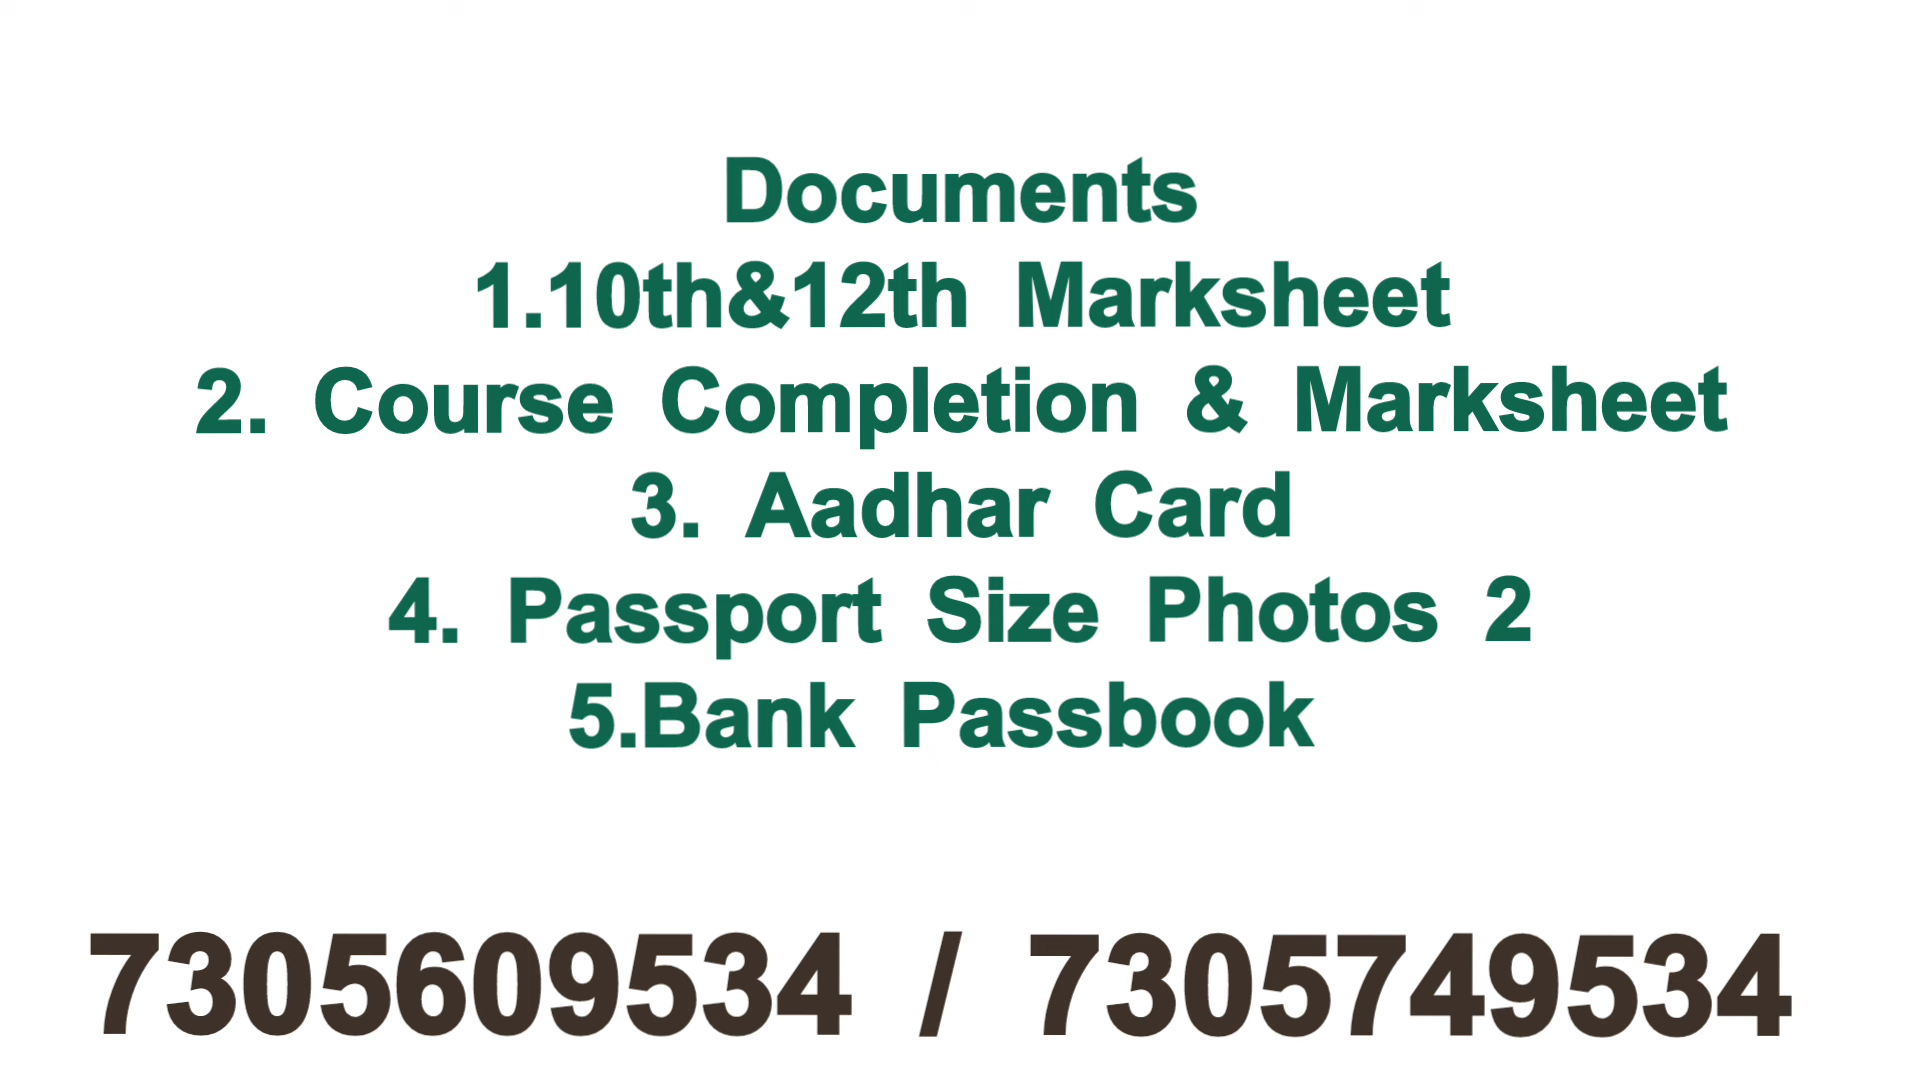 Documents
1.10th&12th Marksheet
2. Course Completion & Marksheet
3. Aadhar Card
4. Passport Size Photos 2
5.Bank Passbook
7305609534 / 7305749534